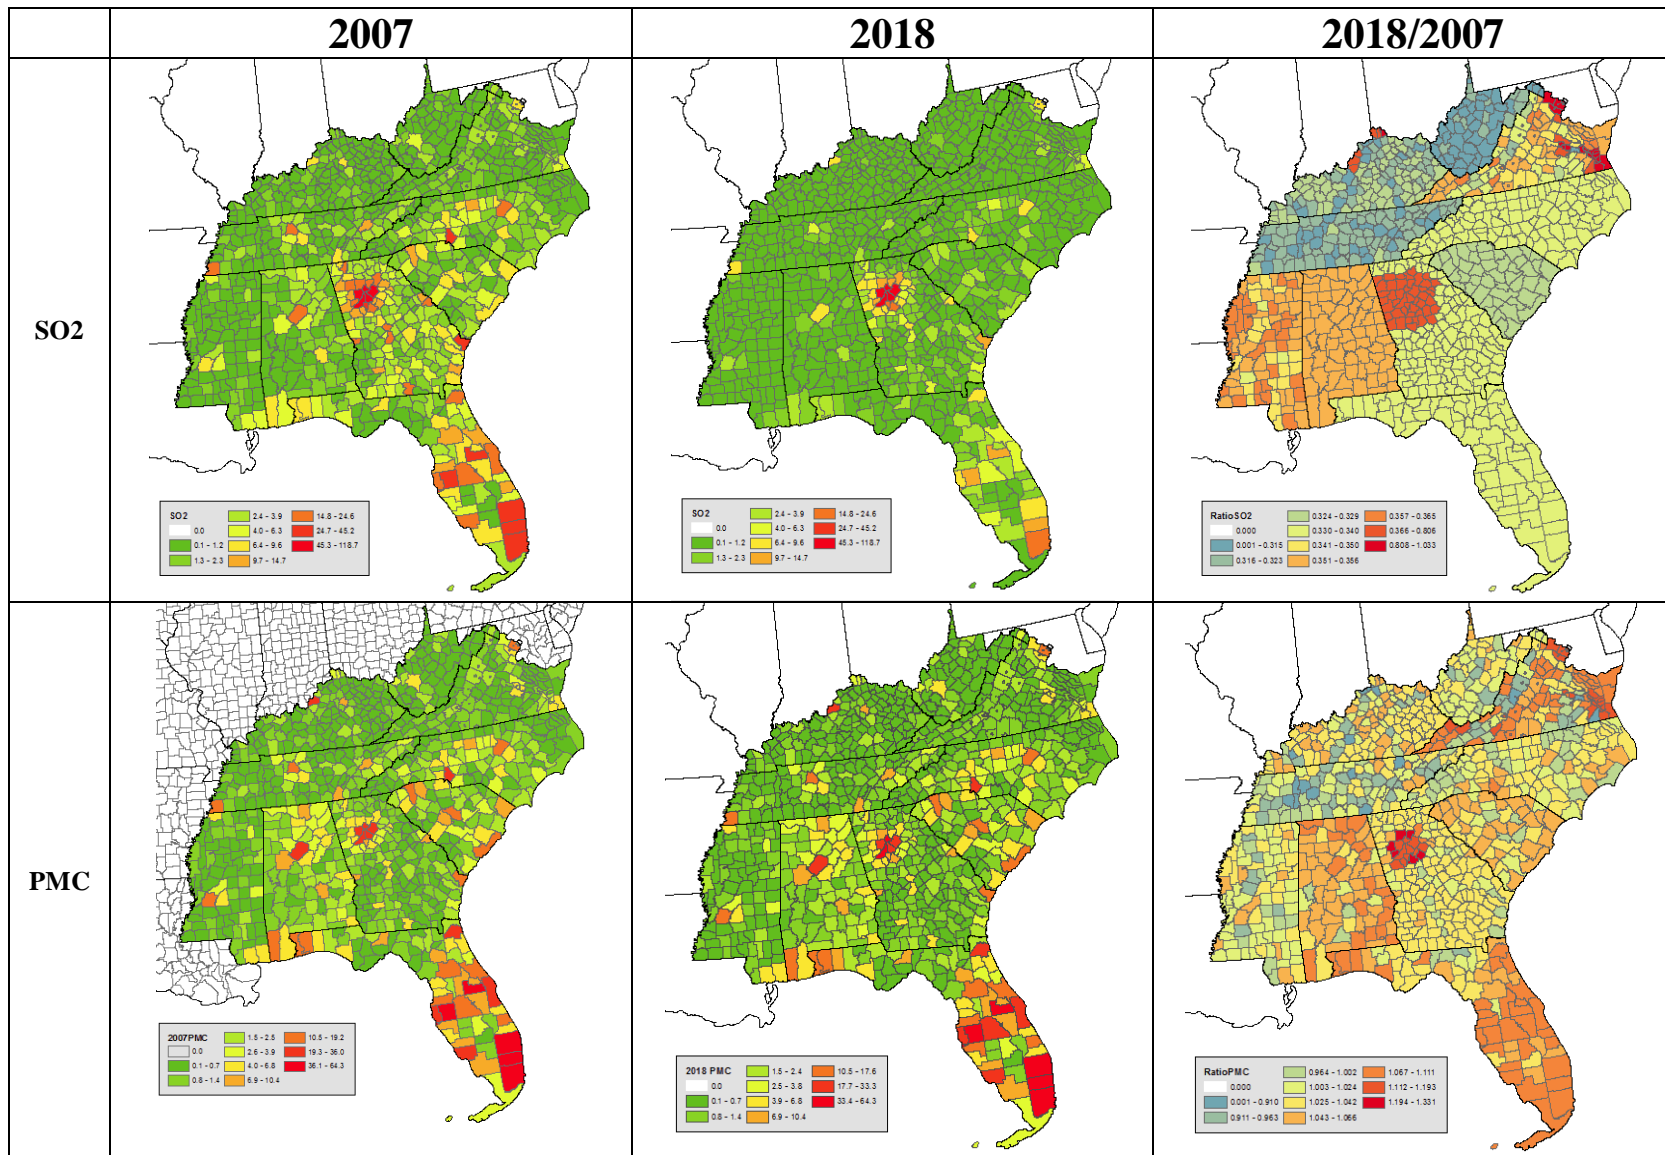 2007 2018 2018/2007
SO2
SO2 2.4 - 3.9 14.8 - 24.6
0.0 4.0 - 6.3 24.7 - 45.2
0.1 - 1.2 6.4 - 9.6 45.3 - 118.7
1.3 - 2.3 9.7 - 14.7
SO2 2.4 - 3.9 14.8 - 24.6
0.0 4.0 - 6.3 24.7 - 45.2
0.1 - 1.2 6.4 - 9.6 45.3 - 118.7
1.3 - 2.3 9.7 - 14.7
RatioSO2 0.324 - 0.329 0.357 - 0.365
0.000 0.330 - 0.340 0.366 - 0.806
0.001 - 0.315 0.341 - 0.350 0.808 - 1.033
0.316 - 0.323 0.351 - 0.356
PMC
2007PMC 1.5 - 2.5 10.5 - 19.2
0.0 2.6 - 3.9 19.3 - 36.0
0.1 - 0.7 4.0 - 6.8 36.1 - 64.3
0.8 - 1.4 6.9 - 10.4
2018 PMC 1.5 - 2.4 10.5 - 17.6
0.0 2.5 - 3.8 17.7 - 33.3
0.1 - 0.7 3.9 - 6.8 33.4 - 64.3
0.8 - 1.4 6.9 - 10.4
RatioPMC 0.964 - 1.002 1.067 - 1.111
0.000 1.003 - 1.024 1.112 - 1.193
0.001 - 0.910 1.025 - 1.042 1.194 - 1.331
0.911 - 0.963 1.043 - 1.066